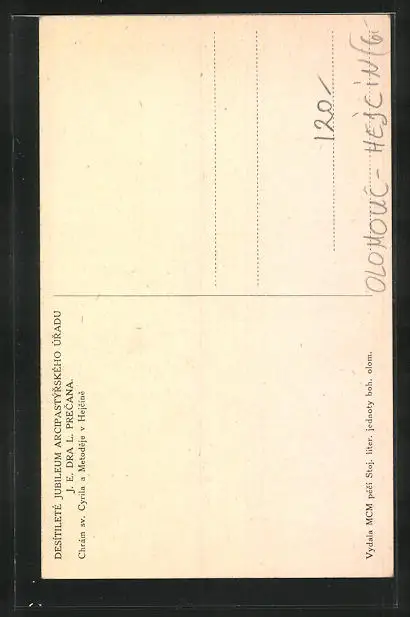 DESÍTILETÉ JUBILEUM ARCIPASTÝŘSKÉHO ÚŘADU
J. E. DRA L. PREČANA.
Chrám sv. Cyrila a Metoděje v Hejčíně
Vydala MCM péčí Stoj. liter. jednoty boh. olom.
120/
OLOMOUC - HEJČÍN